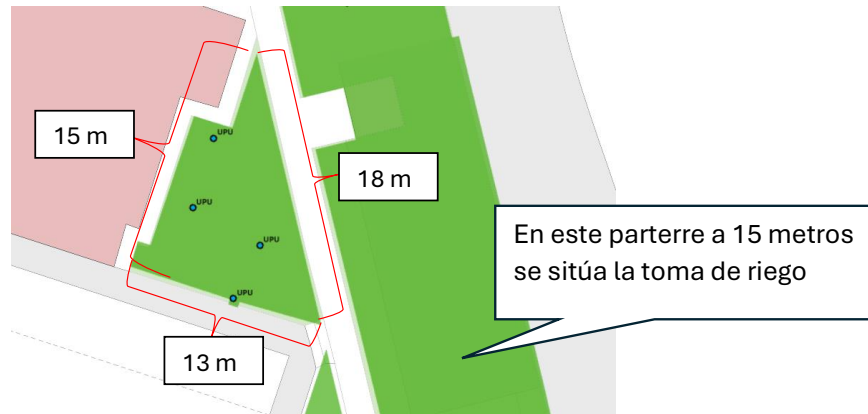 UPU
15 m
18 m
UPU
En este parterre a 15 metros
se sitúa la toma de riego
UPU
UPU
13 m